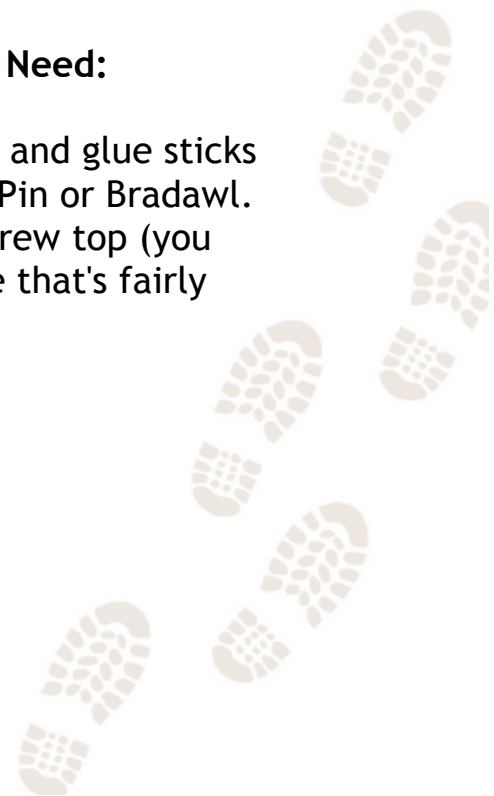 Need:
and glue sticks
Pin or Bradawl.
rew top (you
that's fairly